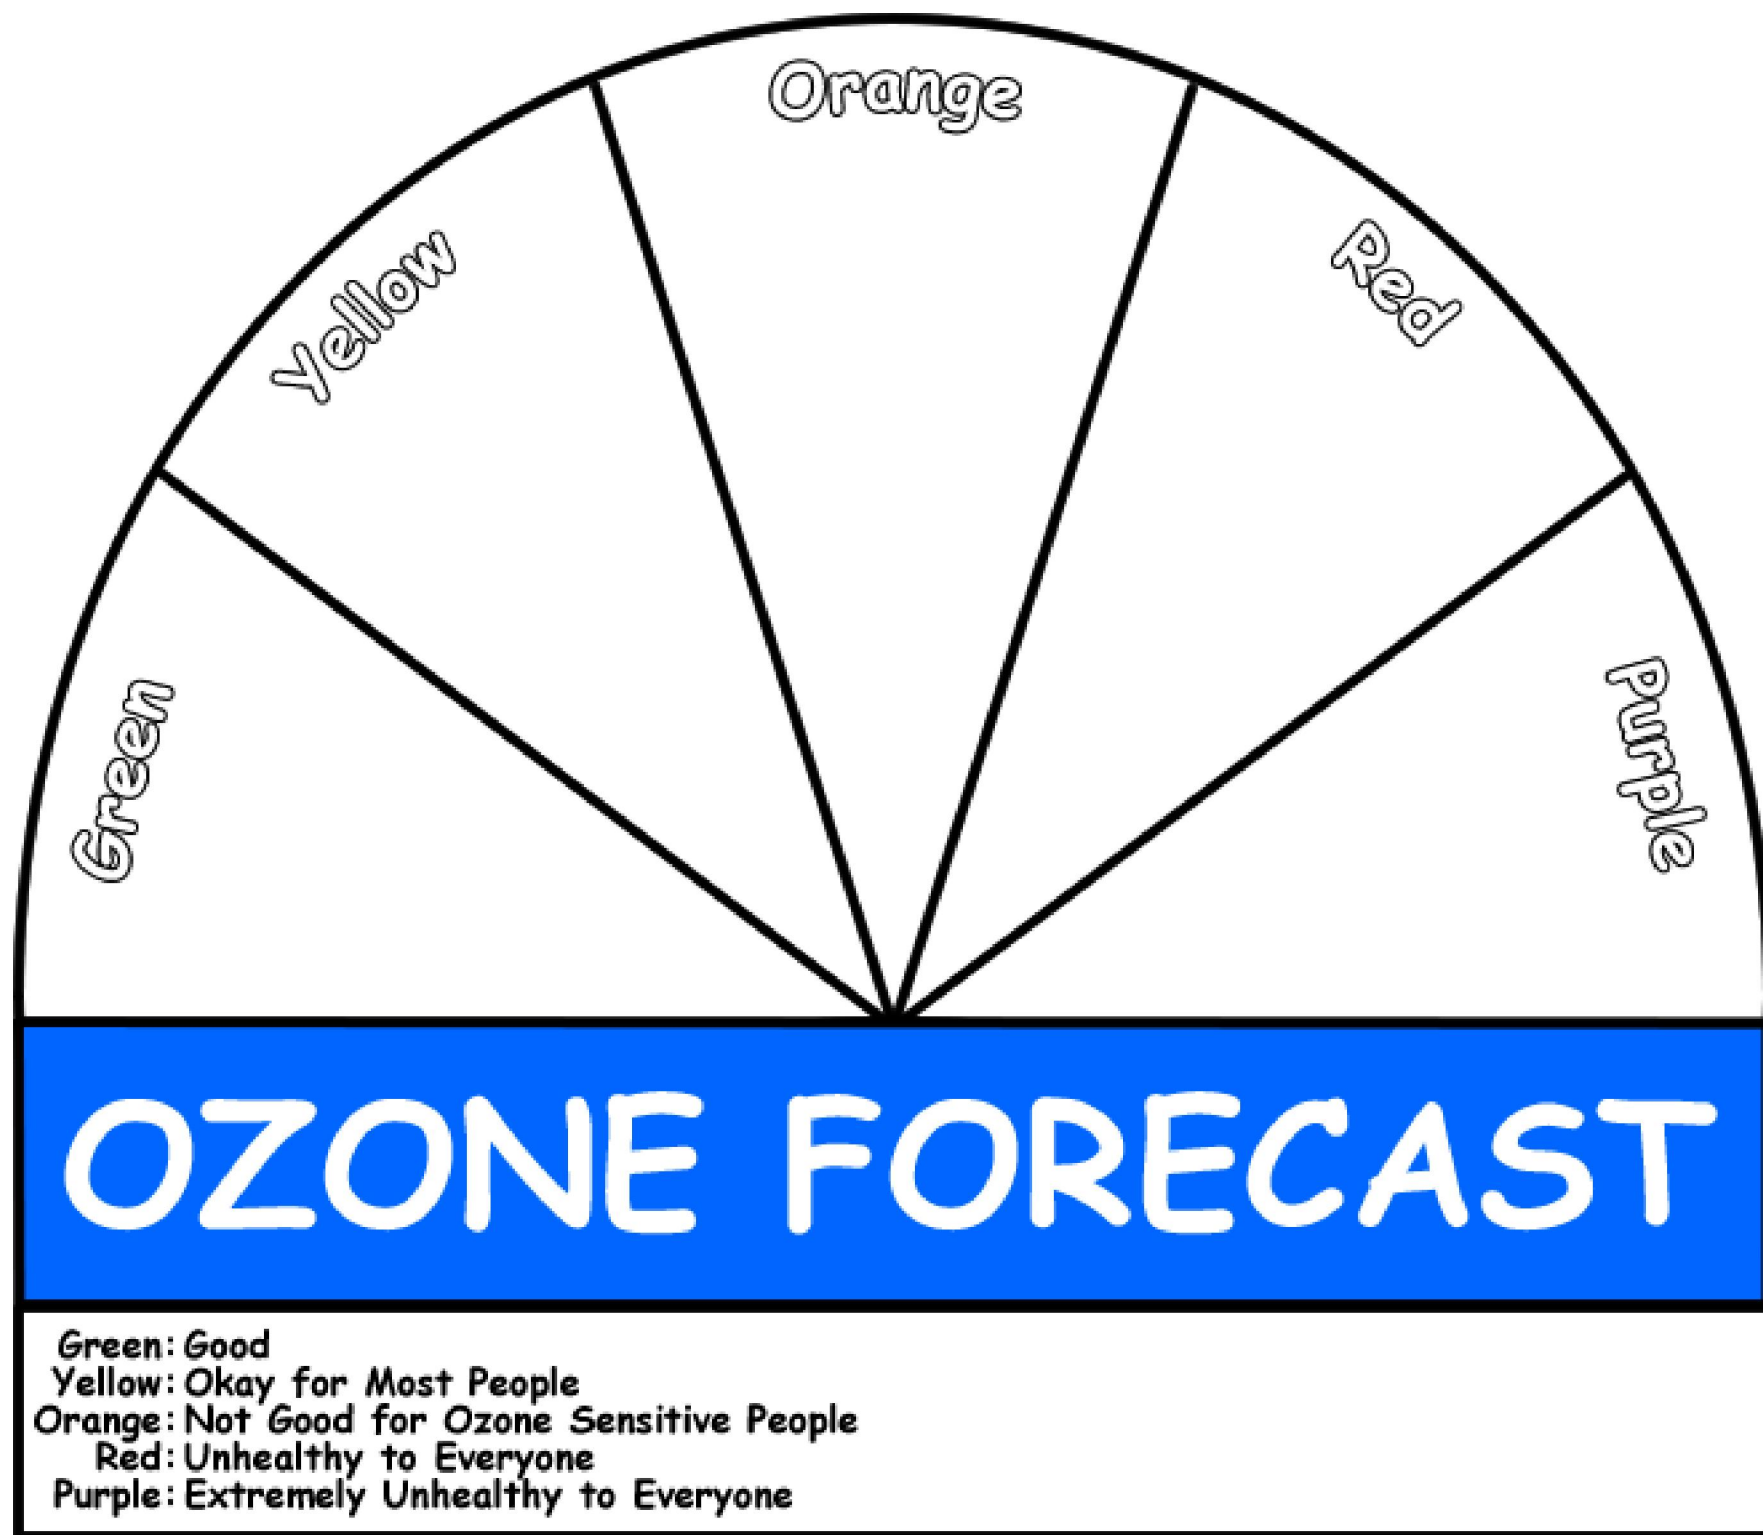 Orange
Yellow
Red
Green
Purple
OZONE FORECAST
Green: Good
Yellow: Okay for Most People
Orange: Not Good for Ozone Sensitive People
Red: Unhealthy to Everyone
Purple: Extremely Unhealthy to Everyone